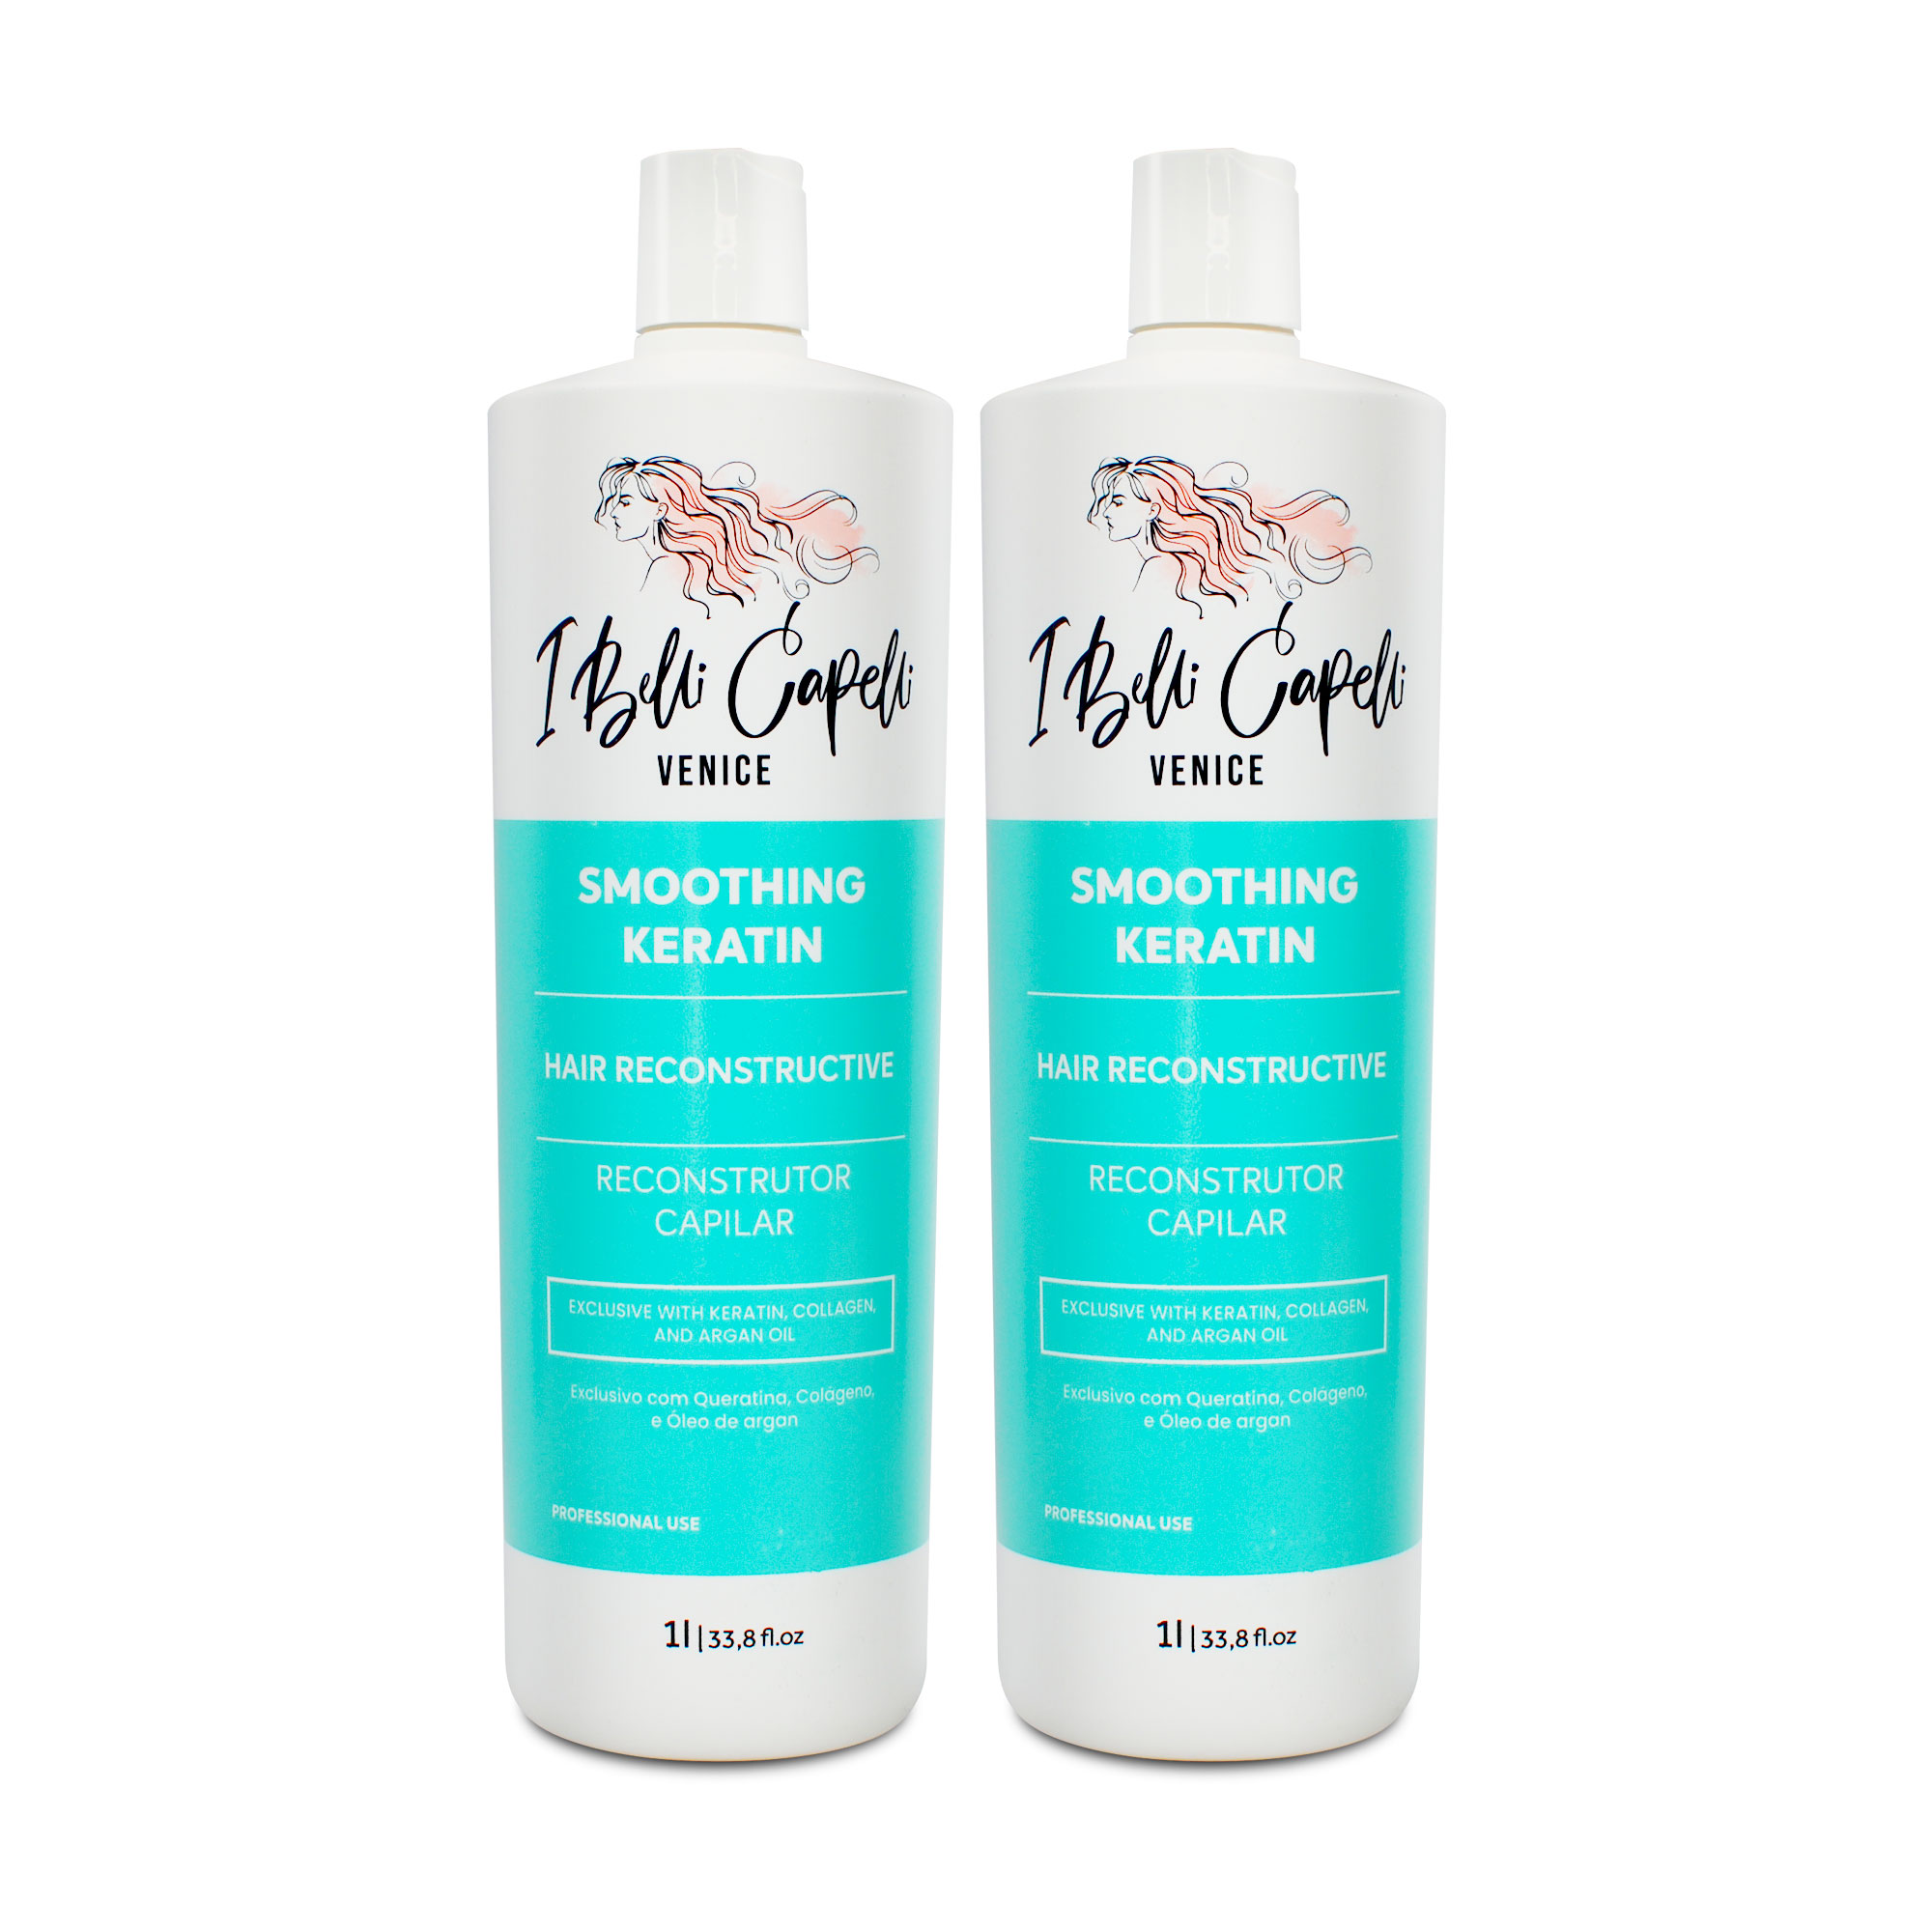 I Belli Capelli
VENICE
SMOOTHING
KERATIN
HAIR RECONSTRUCTIVE
RECONSTRUTOR
CAPILAR
EXCLUSIVE WITH KERATIN, COLLAGEN,
AND ARGAN OIL
Exclusivo com Queratina, Colágeno,
e Óleo de argan
PROFESSIONAL USE
1l | 33,8 fl.oz
I Belli Capelli
VENICE
SMOOTHING
KERATIN
HAIR RECONSTRUCTIVE
RECONSTRUTOR
CAPILAR
EXCLUSIVE WITH KERATIN, COLLAGEN,
AND ARGAN OIL
Exclusivo com Queratina, Colágeno,
e Óleo de argan
PROFESSIONAL USE
1l | 33,8 fl.oz